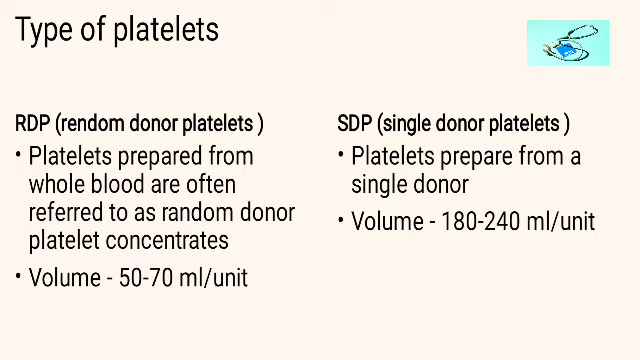 Type of platelets
RDP (rendom donor platelets )
• Platelets prepared from
whole blood are often
referred to as random donor
platelet concentrates
• Volume - 50-70 ml/unit
SDP (single donor platelets )
• Platelets prepare from a
single donor
• Volume - 180-240 ml/unit